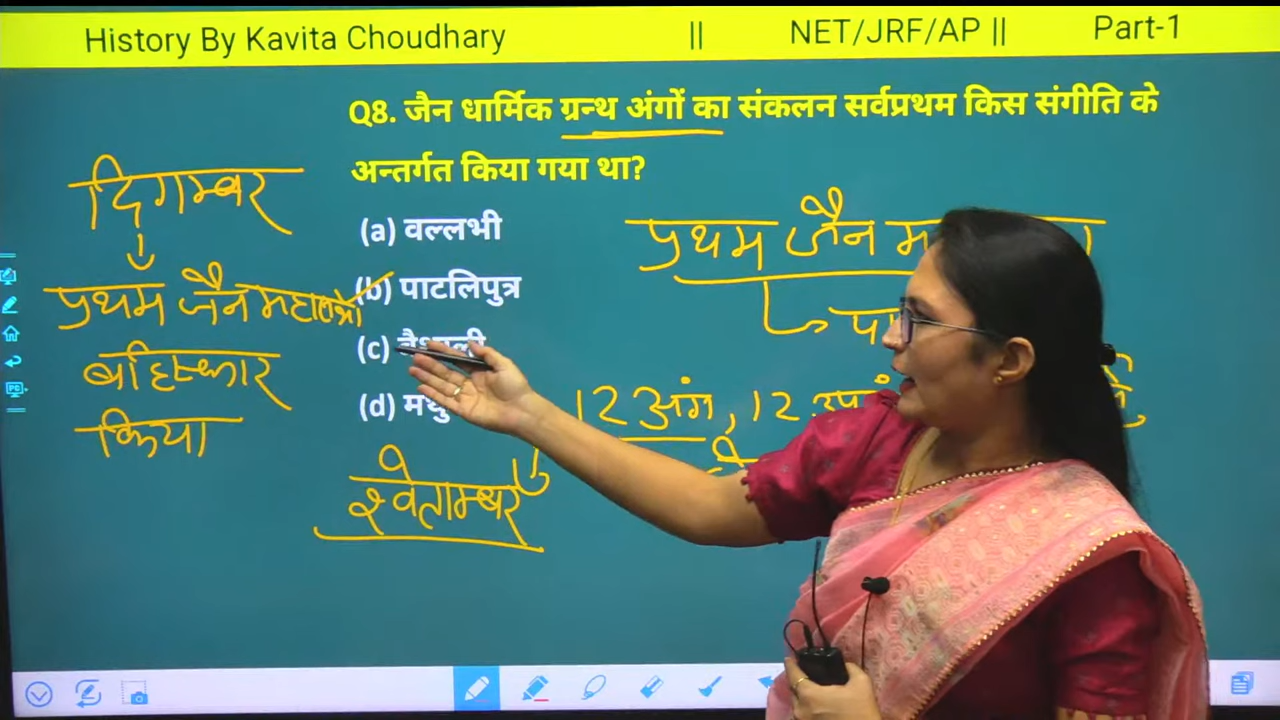 History By Kavita Choudhary || NET/JRF/AP || Part-1
Q8. जैन धार्मिक ग्रन्थ अंगों का संकलन सर्वप्रथम किस संगीति के
अन्तर्गत किया गया था?
(a) वल्लभी
(b) पाटलिपुत्र
(c)
(d)
दिगम्बर
प्रथम जैन महा
बहिस्कार
किया
प्रथम जैन
12 अंग, 12
श्वेताम्बर